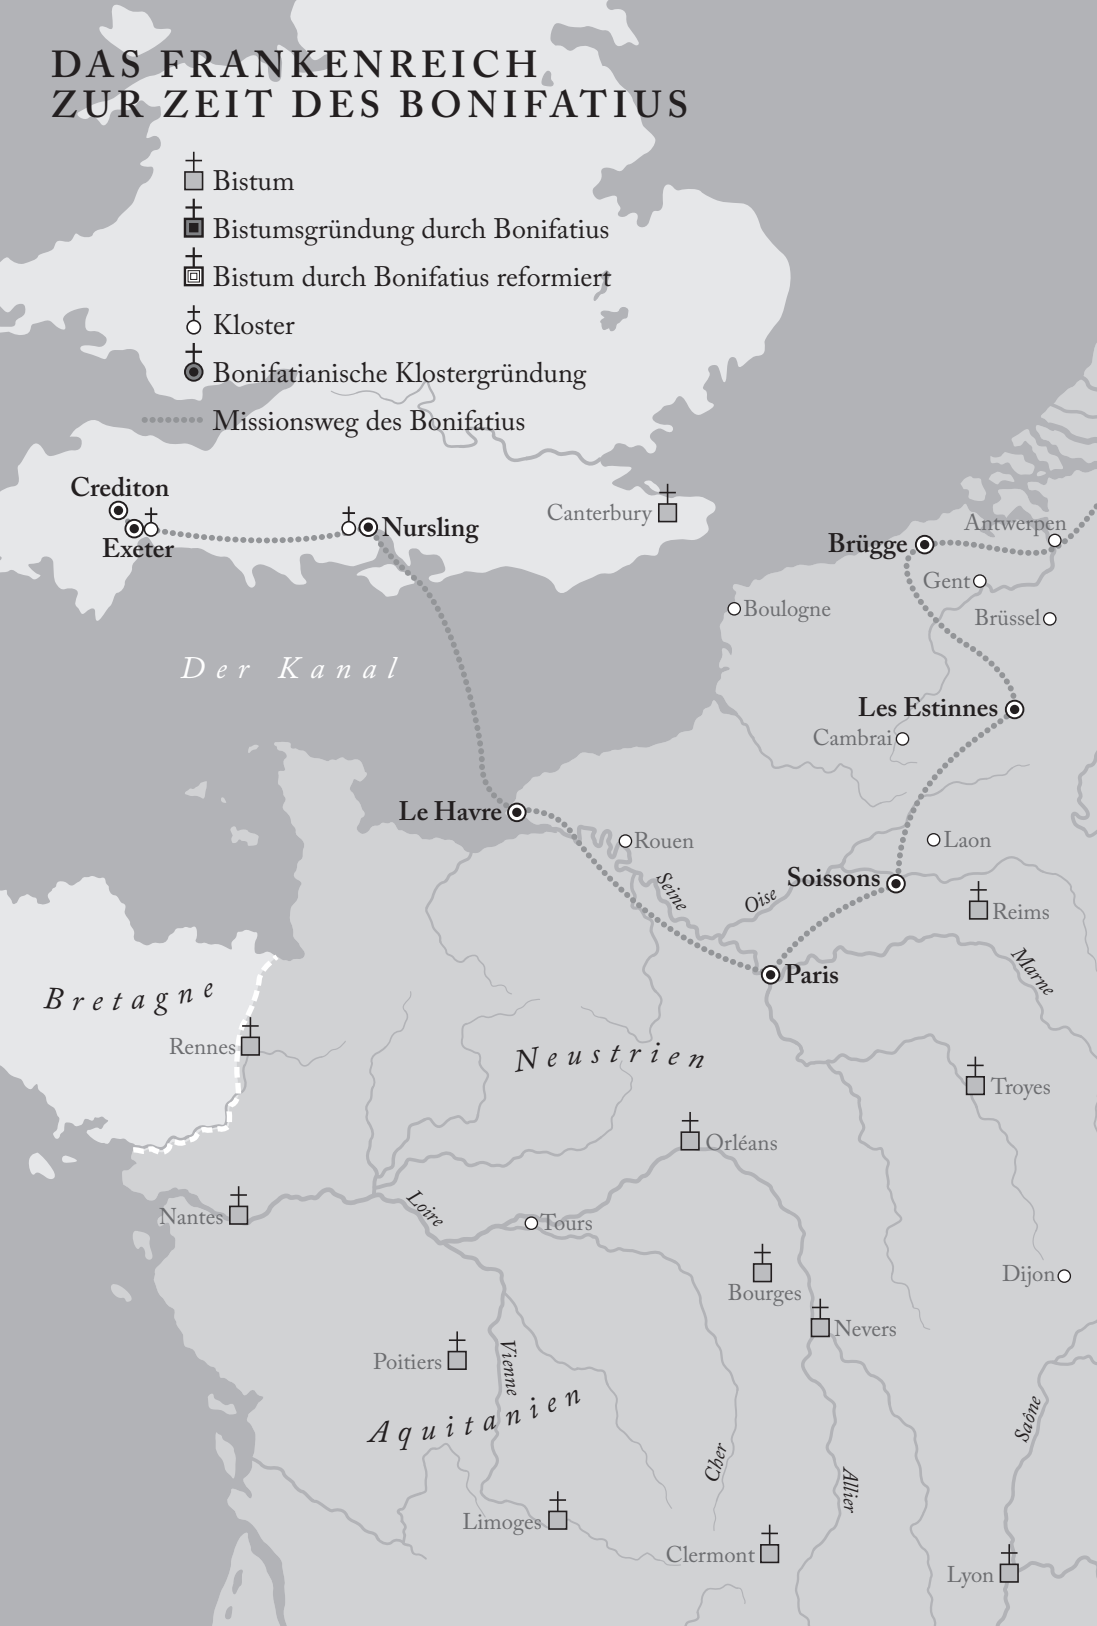 DAS FRANKENREICH
ZUR ZEIT DES BONIFATIUS
Bistum
Bistumsgründung durch Bonifatius
Bistum durch Bonifatius reformiert
Kloster
Bonifatianische Klostergründung
Missionsweg des Bonifatius
Crediton
Exeter
Nursling
Canterbury
Antwerpen
Brügge
Gent
Boulogne
Brüssel
Der Kanal
Les Estinnes
Cambrai
Le Havre
Rouen
Laon
Soissons
Seine
Oise
Reims
Marne
Paris
Bretagne
Rennes
Neustrien
Troyes
Orléans
Loire
Nantes
Tours
Dijon
Bourges
Nevers
Poitiers
Vienne
Aquitanien
Saône
Cher
Allier
Limoges
Clermont
Lyon